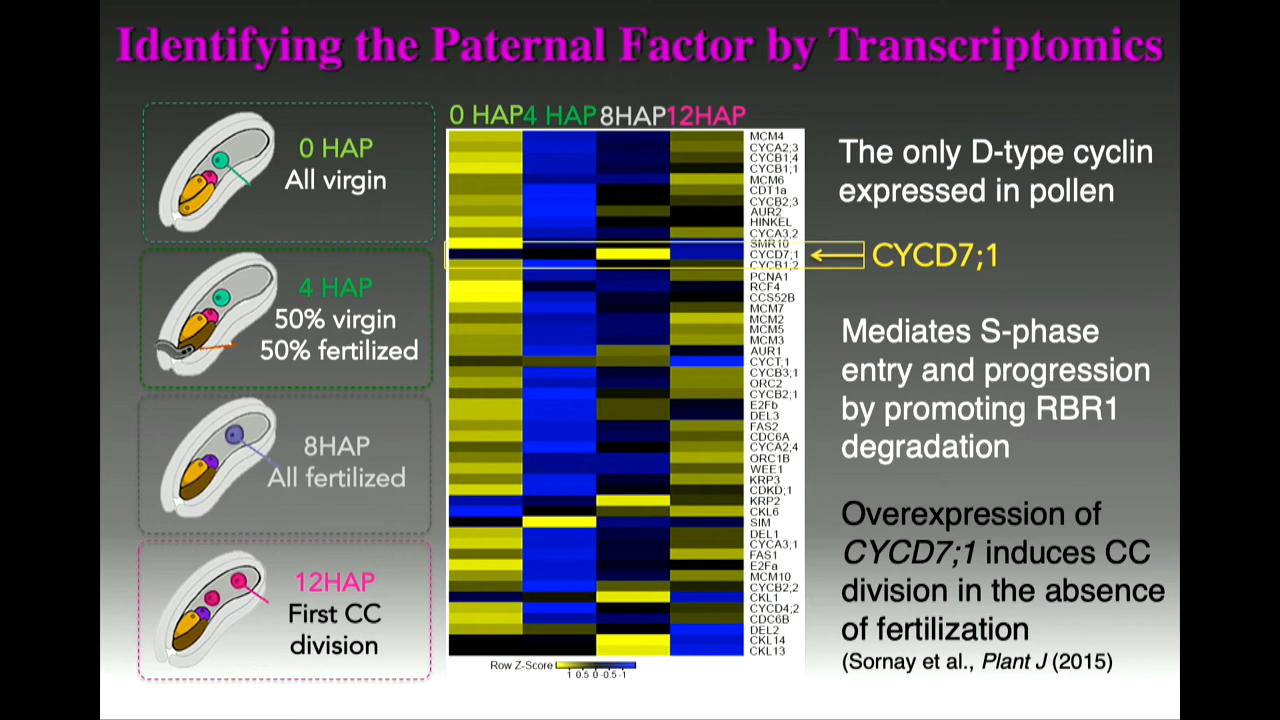 Identifying the Paternal Factor by Transcriptomics
0 HAP
All virgin
4 HAP
50% virgin
50% fertilized
8HAP
All fertilized
12HAP
First CC
division
0 HAP 4 HAP 8HAP 12HAP
MCM4
CYCA2;3
CYCB1;4
CYCB1;1
MCM6
CDT1a
CYCB2;3
AUR2
HINKEL
CYCA3;2
SMR10
CYCD7;1
CYCB1;2
PCNA1
RCF4
CCS52B
MCM7
MCM2
MCM5
MCM3
AUR1
CYCT;1
CYCB3;1
ORC2
CYCB2;1
E2Fb
DEL3
FAS2
CDC6A
CYCA2;4
ORC1B
WEE1
KRP3
CDKD;1
KRP2
CKL6
SIM
DEL1
CYCA3;1
FAS1
E2Fa
MCM10
CYCB2;2
CKL1
CYCD4;2
CDC6B
DEL2
CKL14
CKL13
Row Z-Score
1 0.5 0 -0.5 -1
The only D-type cyclin
expressed in pollen
CYCD7;1
Mediates S-phase
entry and progression
by promoting RBR1
degradation
Overexpression of
CYCD7;1 induces CC
division in the absence
of fertilization
(Sornay et al., Plant J (2015)